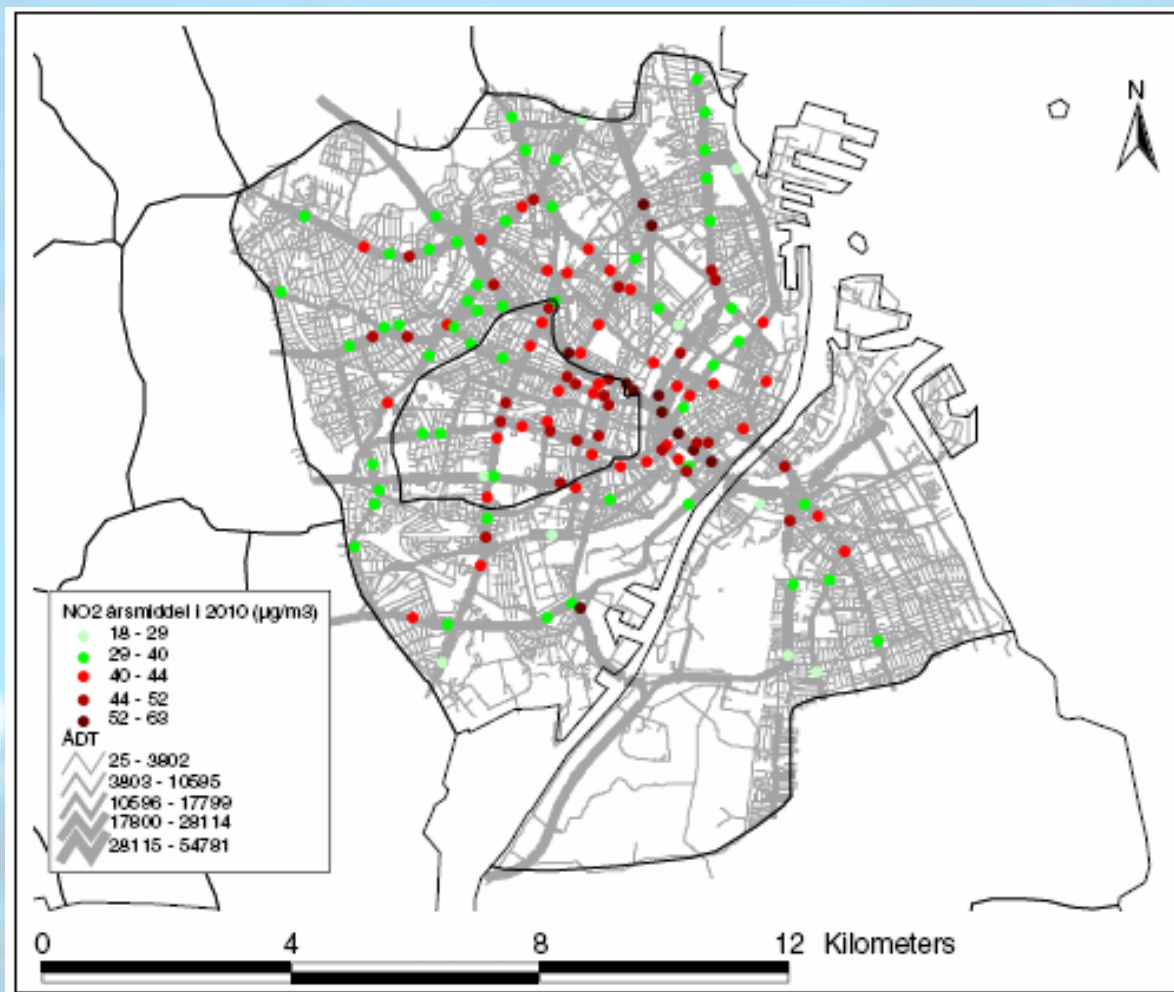 N
NO2 årsmiddel i 2010 (µg/m3)
18 - 29
29 - 40
40 - 44
44 - 52
52 - 63
ÅDT
25 - 3802
3803 - 10595
10596 - 17799
17800 - 28114
28115 - 54781
0 4 8 12 Kilometers